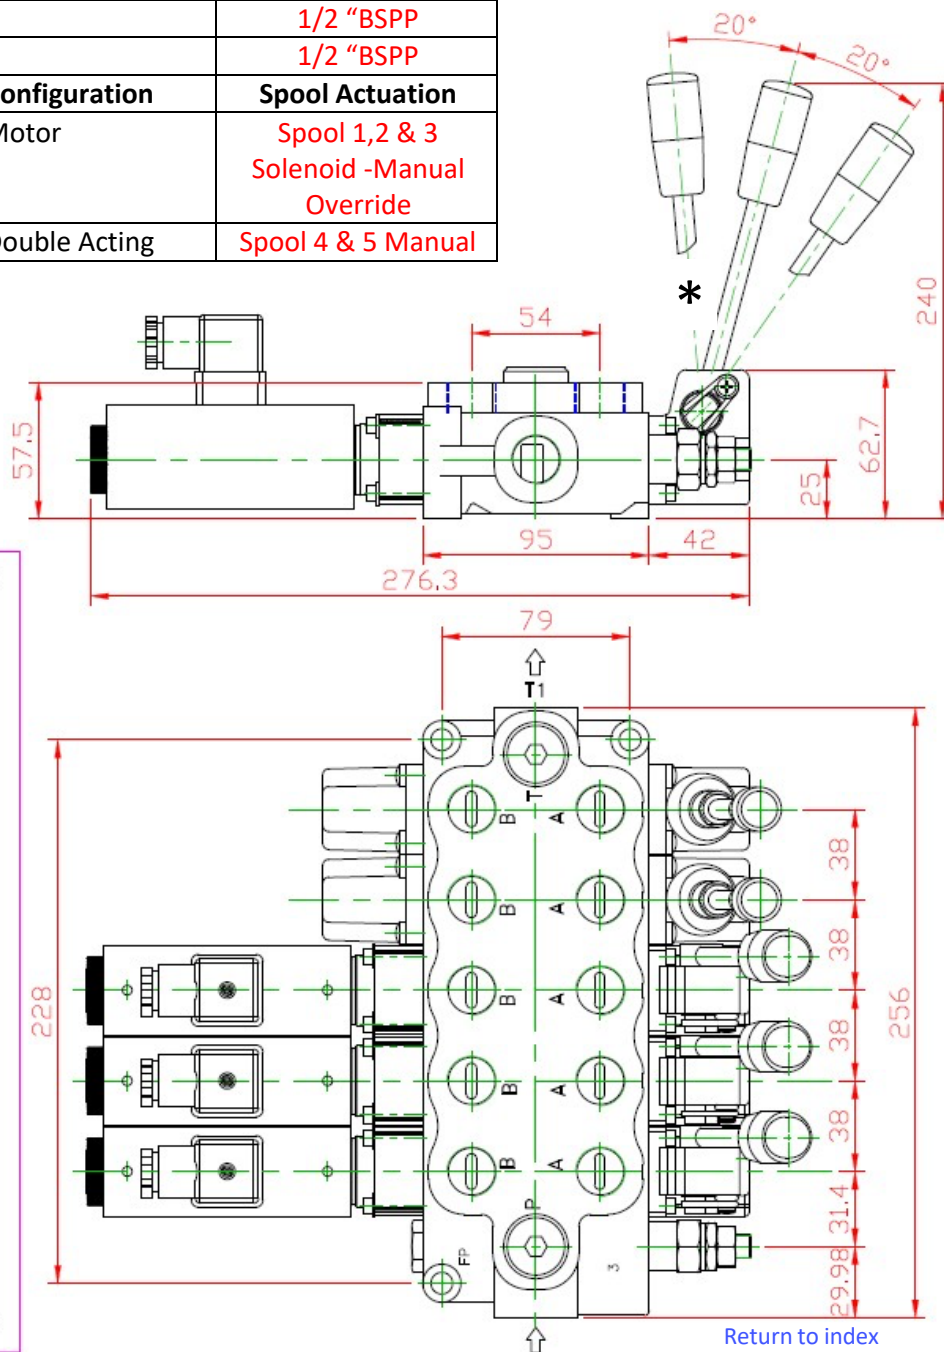 1/2 “BSPP
1/2 “BSPP
onfiguration Spool Actuation
Motor Spool 1,2 & 3
Solenoid -Manual
Override
Double Acting Spool 4 & 5 Manual
20°
20°
*
240
54
57.5
62.7
25
95
42
276.3
79
T1
T
B A
38
B A
38
B A
228
256
38
B A
38
B A
P
31.4
FP
3
29.98
Return to index